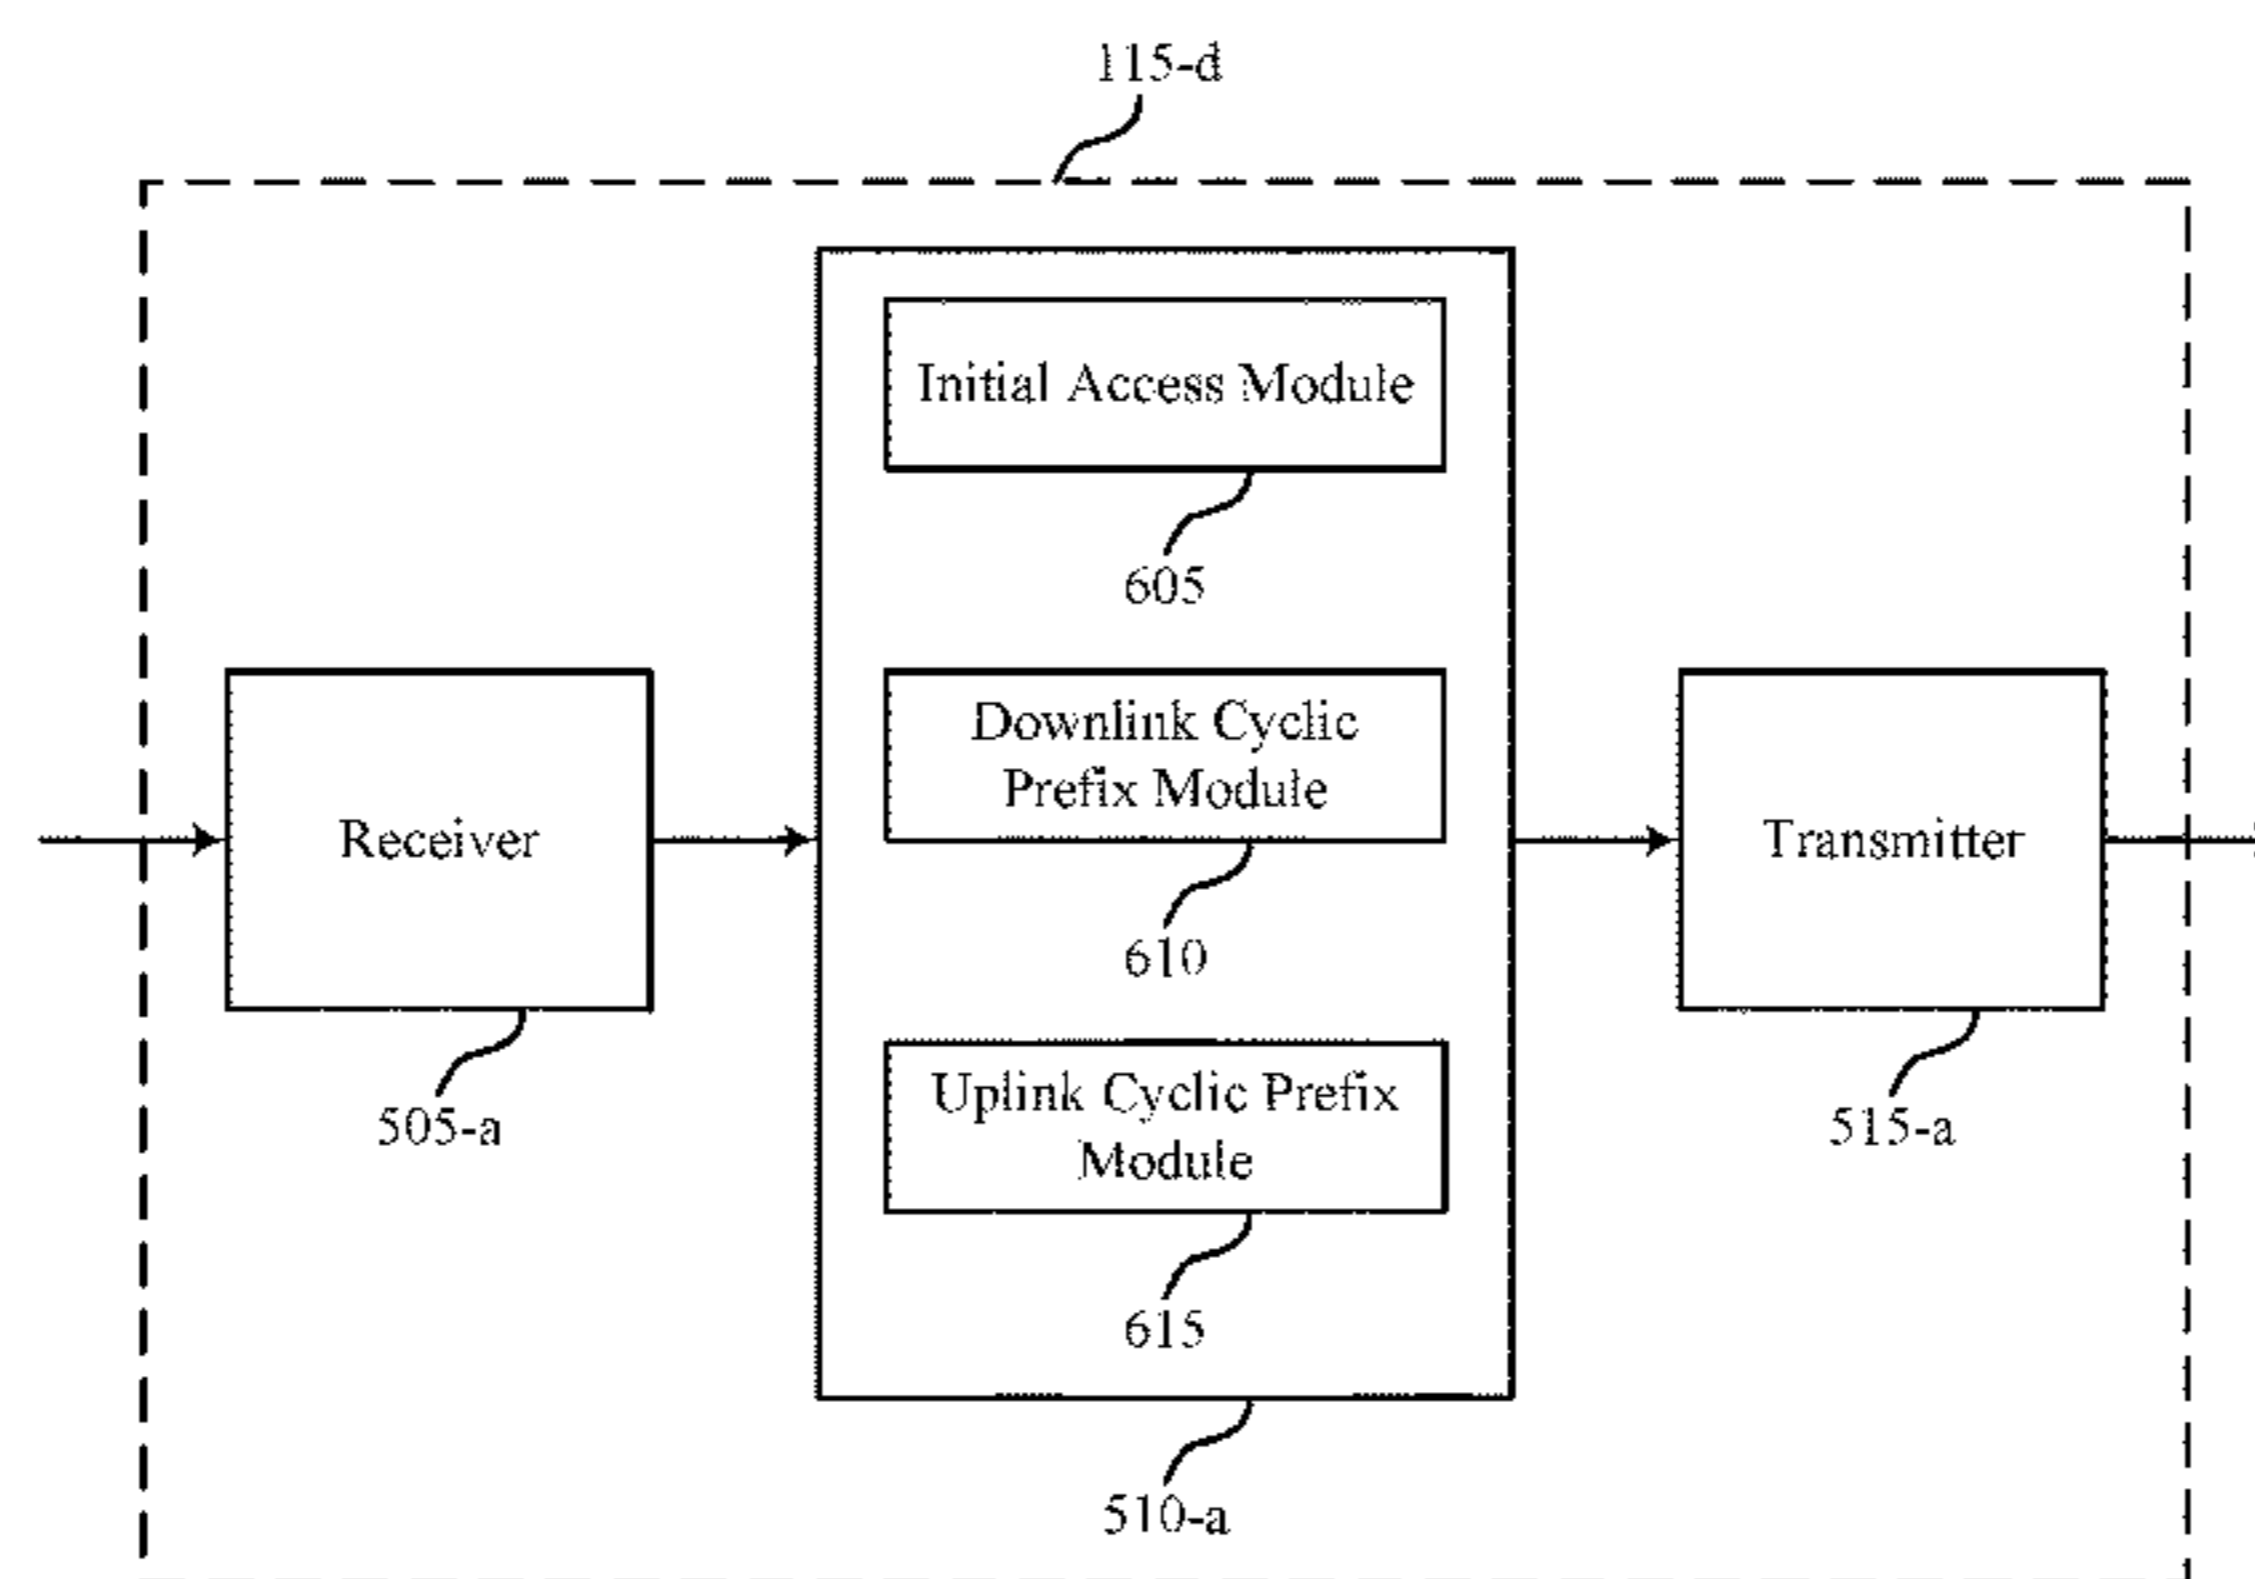 115-d
Initial Access Module
605
Downlink Cyclic
Prefix Module
Receiver
Transmitter
610
Uplink Cyclic Prefix
Module
505-a
515-a
615
510-a